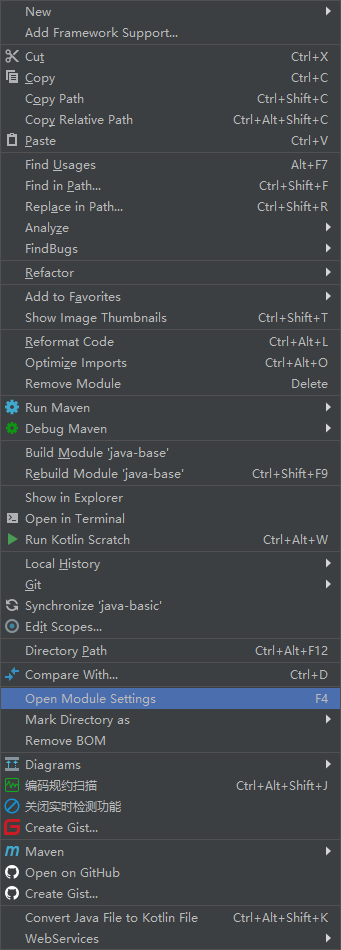 New
Add Framework Support...
Cut Ctrl+X
Copy Ctrl+C
Copy Path Ctrl+Shift+C
Copy Relative Path Ctrl+Alt+Shift+C
Paste Ctrl+V
Find Usages Alt+F7
Find in Path... Ctrl+Shift+F
Replace in Path... Ctrl+Shift+R
Analyze
FindBugs
Refactor
Add to Favorites
Show Image Thumbnails Ctrl+Shift+T
Reformat Code Ctrl+Alt+L
Optimize Imports Ctrl+Alt+O
Remove Module Delete
Run Maven
Debug Maven
Build Module 'java-base'
Rebuild Module 'java-base' Ctrl+Shift+F9
Show in Explorer
Open in Terminal
Run Kotlin Scratch Ctrl+Alt+W
Local History
Git
Synchronize 'java-basic'
Edit Scopes...
Directory Path Ctrl+Alt+F12
Compare With... Ctrl+D
Open Module Settings F4
Mark Directory as
Remove BOM
Diagrams
编码规约扫描 Ctrl+Alt+Shift+J
关闭实时检测功能
Create Gist...
Maven
Open on GitHub
Create Gist...
Convert Java File to Kotlin File Ctrl+Alt+Shift+K
WebServices